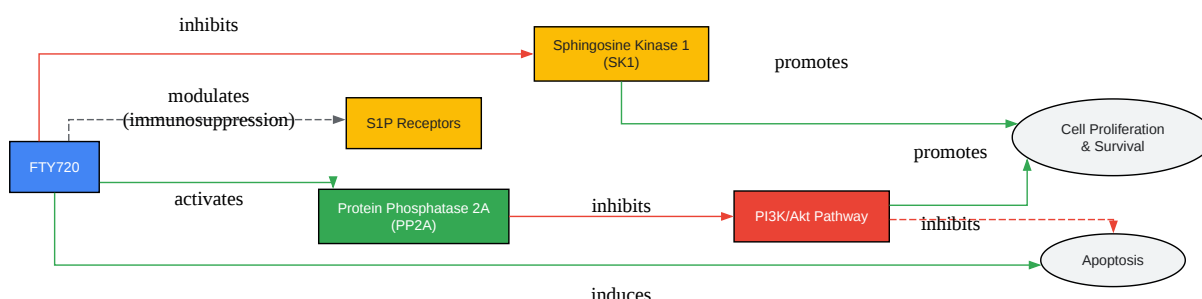 inhibits
Sphingosine Kinase 1
(SK1)
promotes
modulates
(immunosuppression)
S1P Receptors
Cell Proliferation
& Survival
FTY720
promotes
activates
Protein Phosphatase 2A
(PP2A)
inhibits
PI3K/Akt Pathway
inhibits
Apoptosis
induces